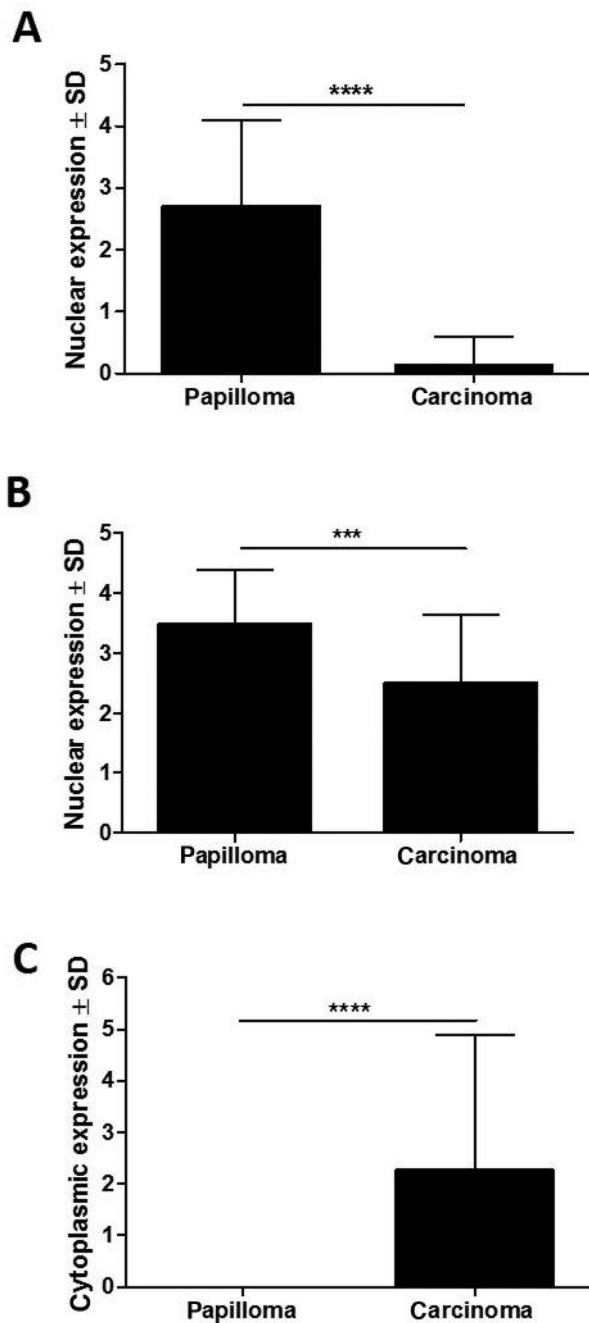 A
Nuclear expression ± SD
5
4
3
2
1
0
****
Papilloma
Carcinoma
B
Nuclear expression ± SD
5
4
3
2
1
0
***
Papilloma
Carcinoma
C
Cytoplasmic expression ± SD
6
5
4
3
2
1
0
****
Papilloma
Carcinoma